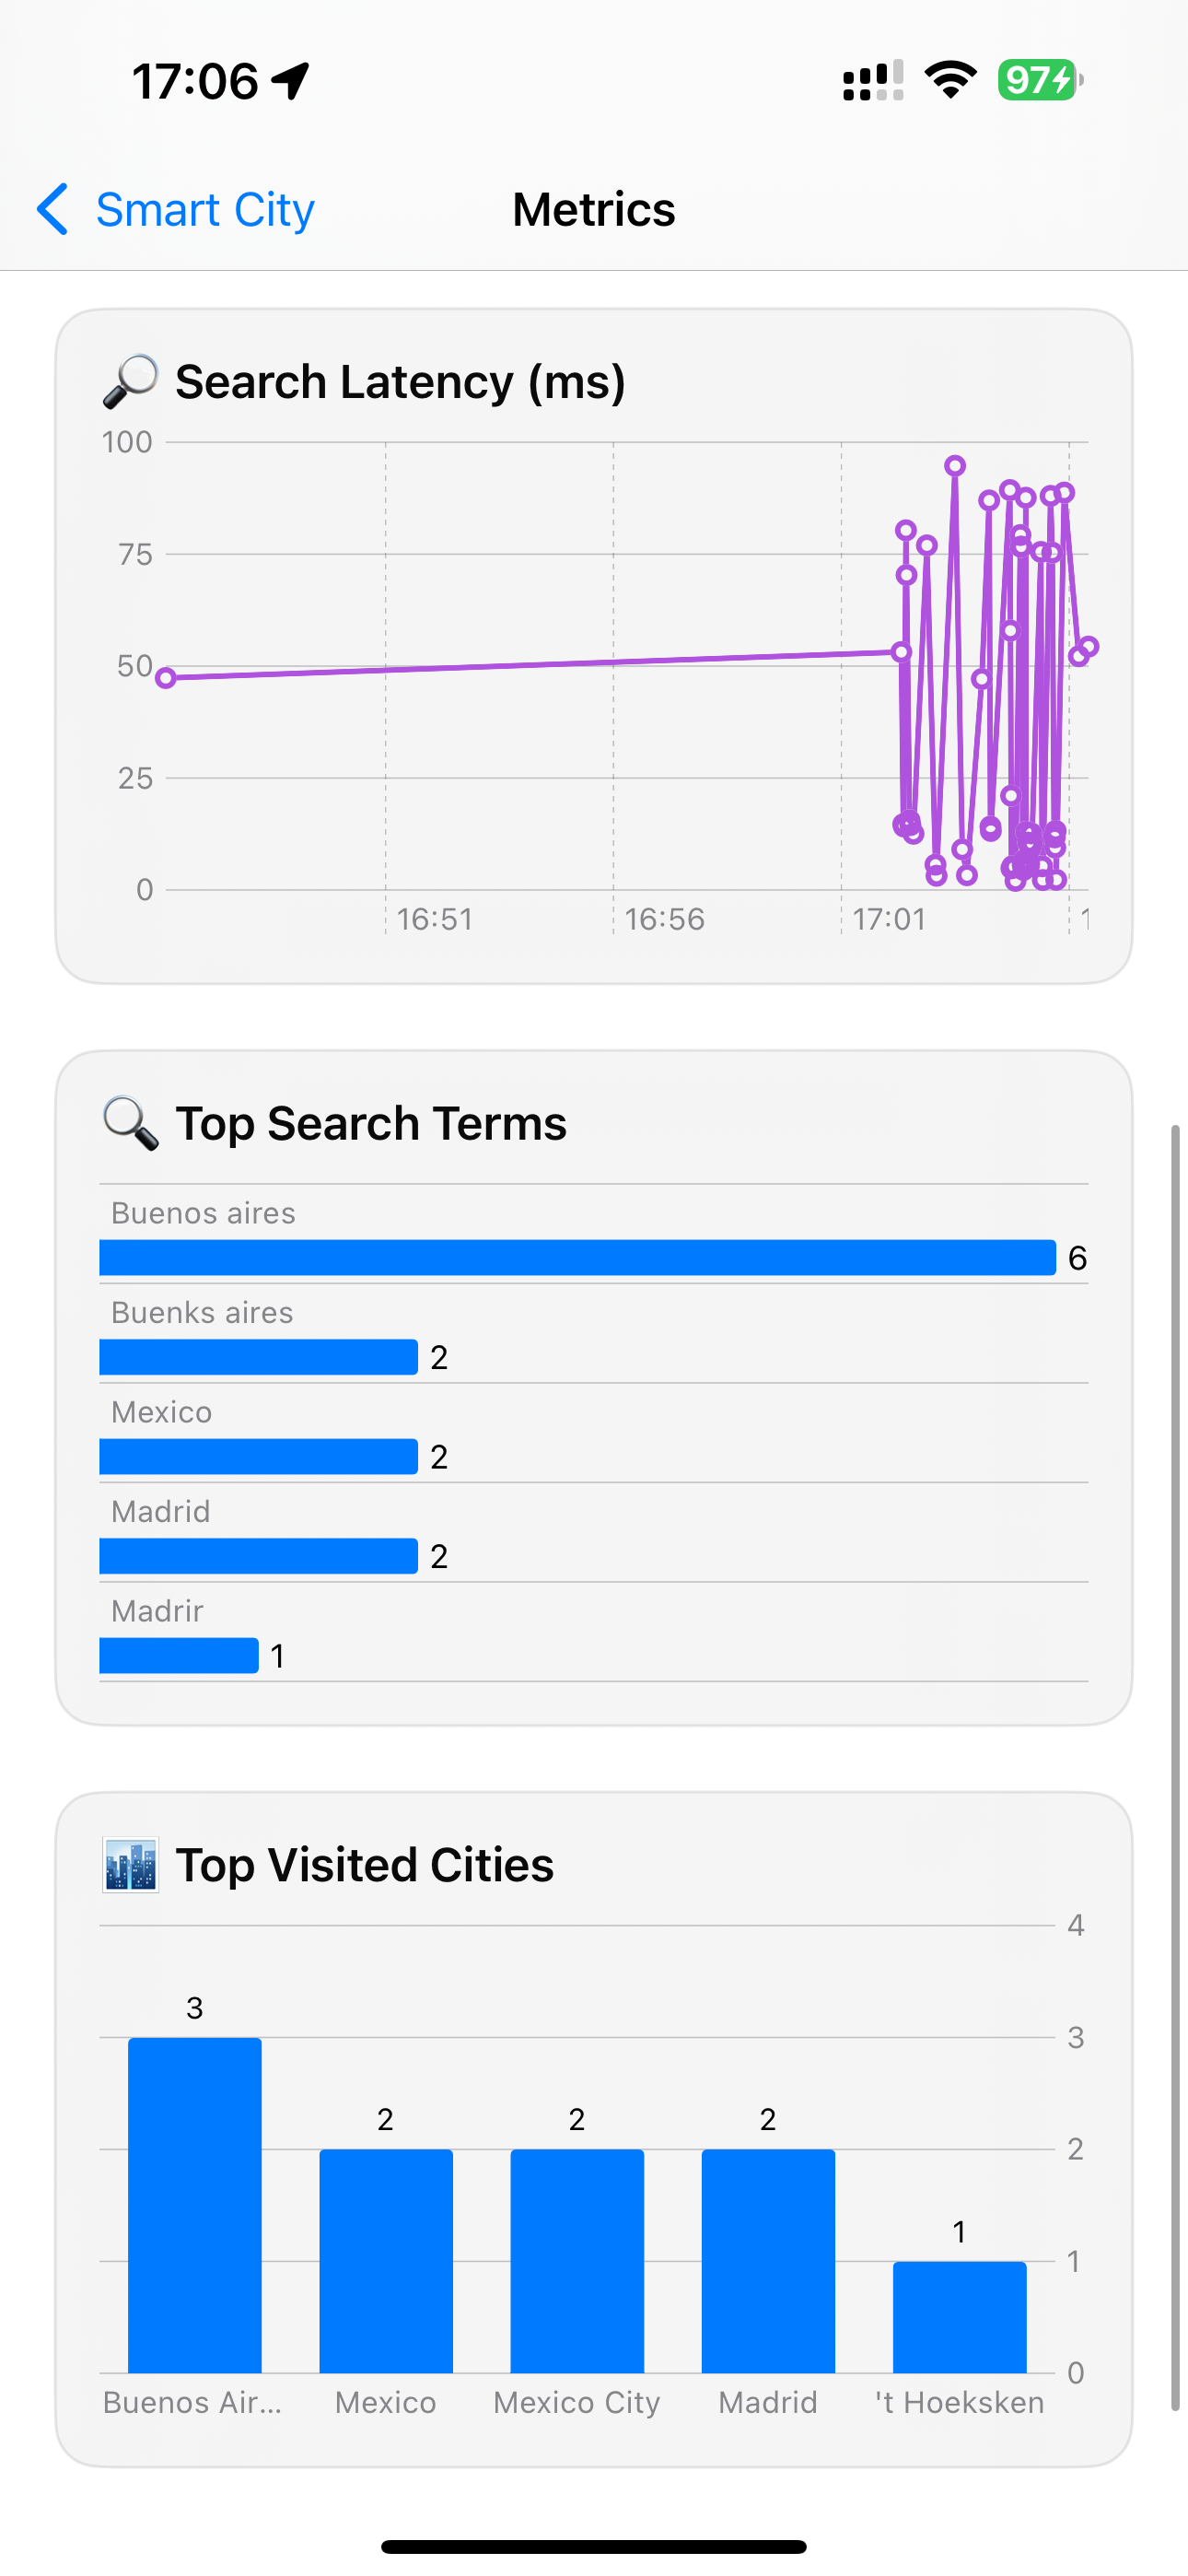 17:06
97
Smart City
Metrics
Search Latency (ms)
100
75
50
25
0
16:51
16:56
17:01
1
Top Search Terms
Buenos aires
6
Buenks aires
2
Mexico
2
Madrid
2
Madrir
1
Top Visited Cities
4
3
2
1
0
3
2
2
2
1
Buenos Air...
Mexico
Mexico City
Madrid
't Hoeksken